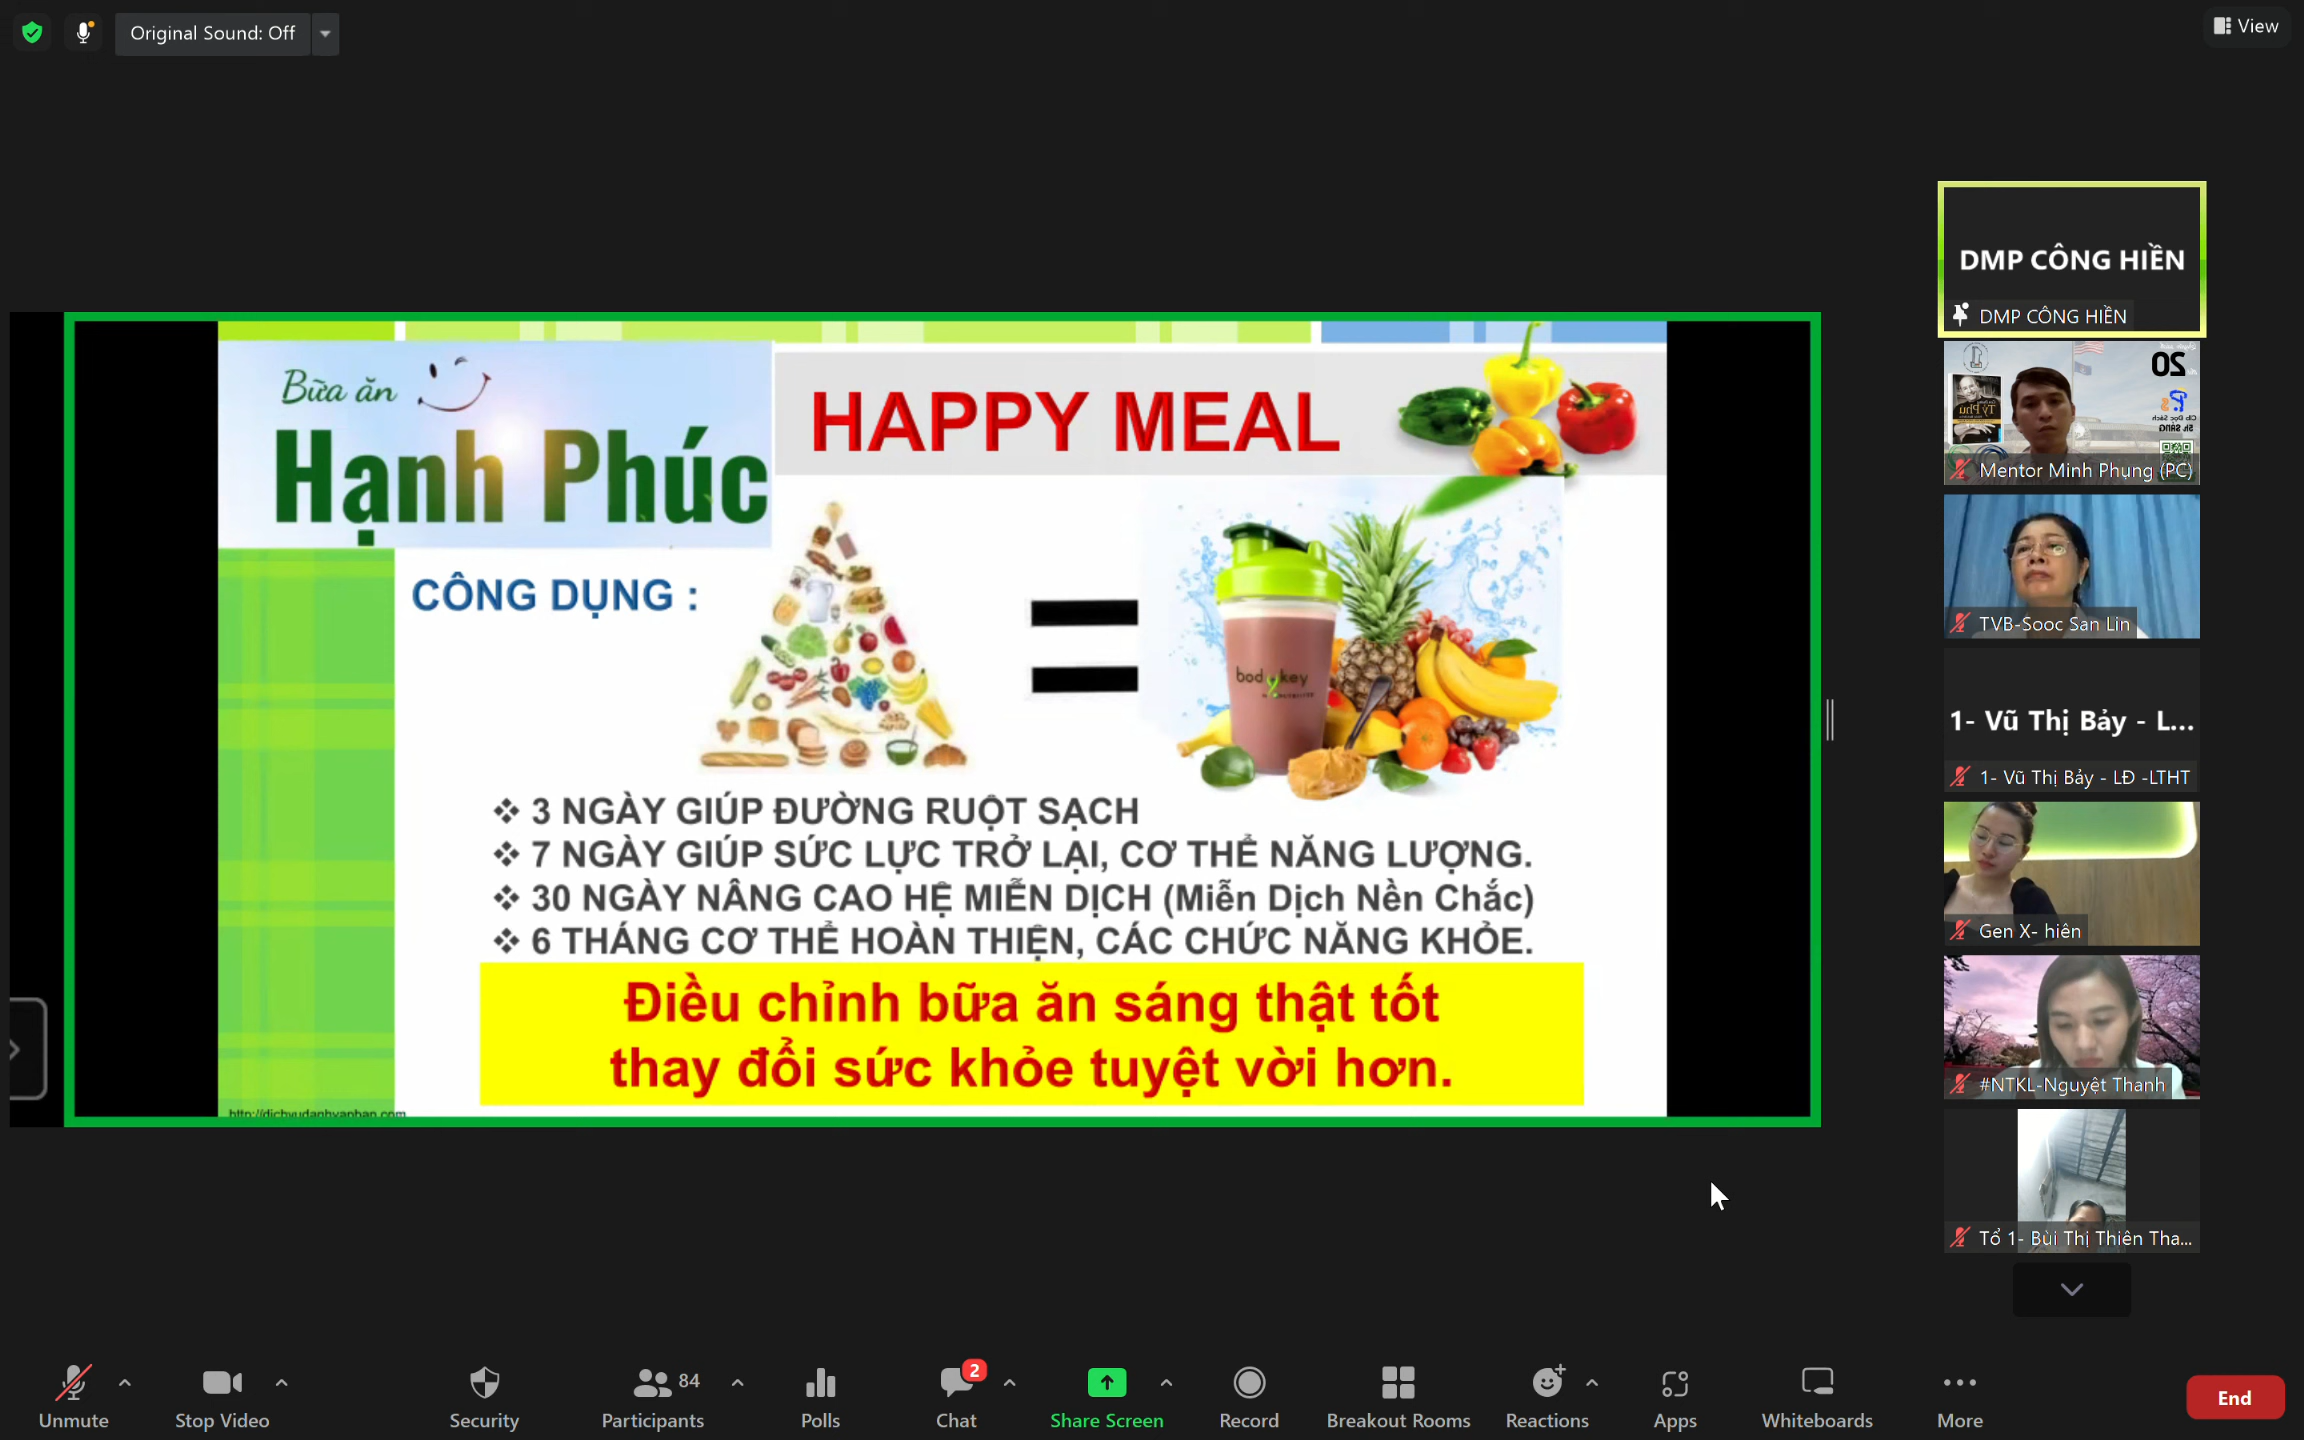 Original Sound: Off
View
Bữa ăn
Hạnh Phúc
HAPPY MEAL
CÔNG DỤNG :
bodykey
❖ 3 NGÀY GIÚP ĐƯỜNG RUỘT SẠCH
❖ 7 NGÀY GIÚP SỨC LỰC TRỞ LẠI, CƠ THỂ NĂNG LƯỢNG.
❖ 30 NGÀY NÂNG CAO HỆ MIỄN DỊCH (Miễn Dịch Nền Chắc)
❖ 6 THÁNG CƠ THỂ HOÀN THIỆN, CÁC CHỨC NĂNG KHỎE.
Điều chỉnh bữa ăn sáng thật tốt
thay đổi sức khỏe tuyệt vời hơn.
http://dichvudanhvanban.com
DMP CÔNG HIỀN
DMP CÔNG HIỀN
20
Mentor Minh Phụng (PC)
TVB-Sooc San Lin
1- Vũ Thị Bảy - L...
1- Vũ Thị Bảy - LĐ -LTHT
Gen X- hiên
#NTKL-Nguyệt Thanh
Tổ 1- Bùi Thị Thiên Tha...
Unmute
Stop Video
Security
84
Participants
Polls
2
Chat
Share Screen
Record
Breakout Rooms
Reactions
Apps
Whiteboards
More
End